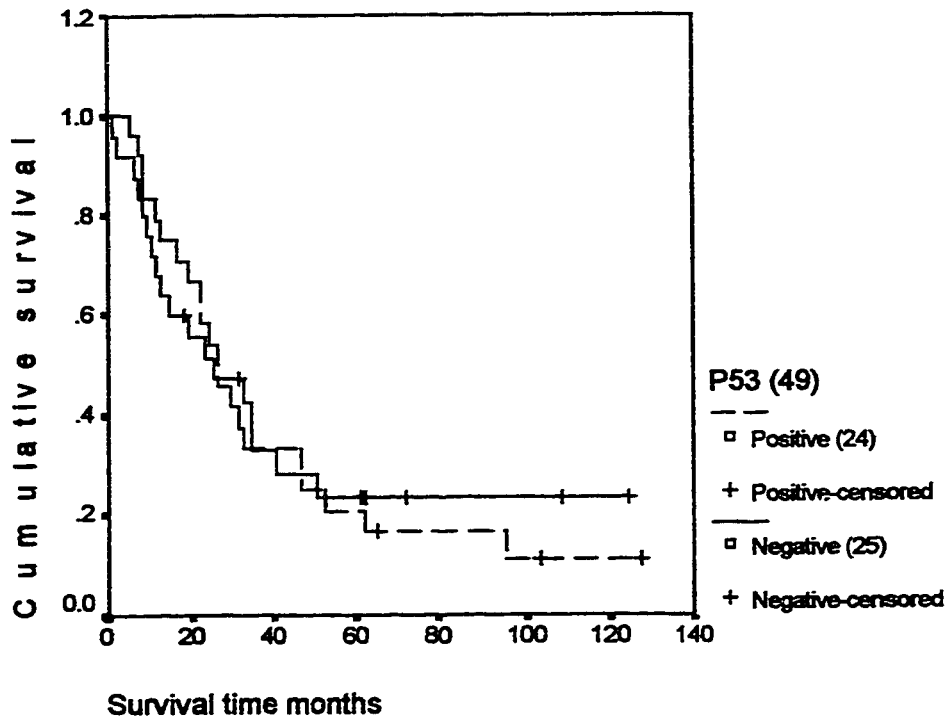 1.2
1.0
.8
.6
.4
.2
0.0
Cumulative survival
0 20 40 60 80 100 120 140
Survival time months
P53 (49)
Positive (24)
Positive-censored
Negative (25)
Negative-censored